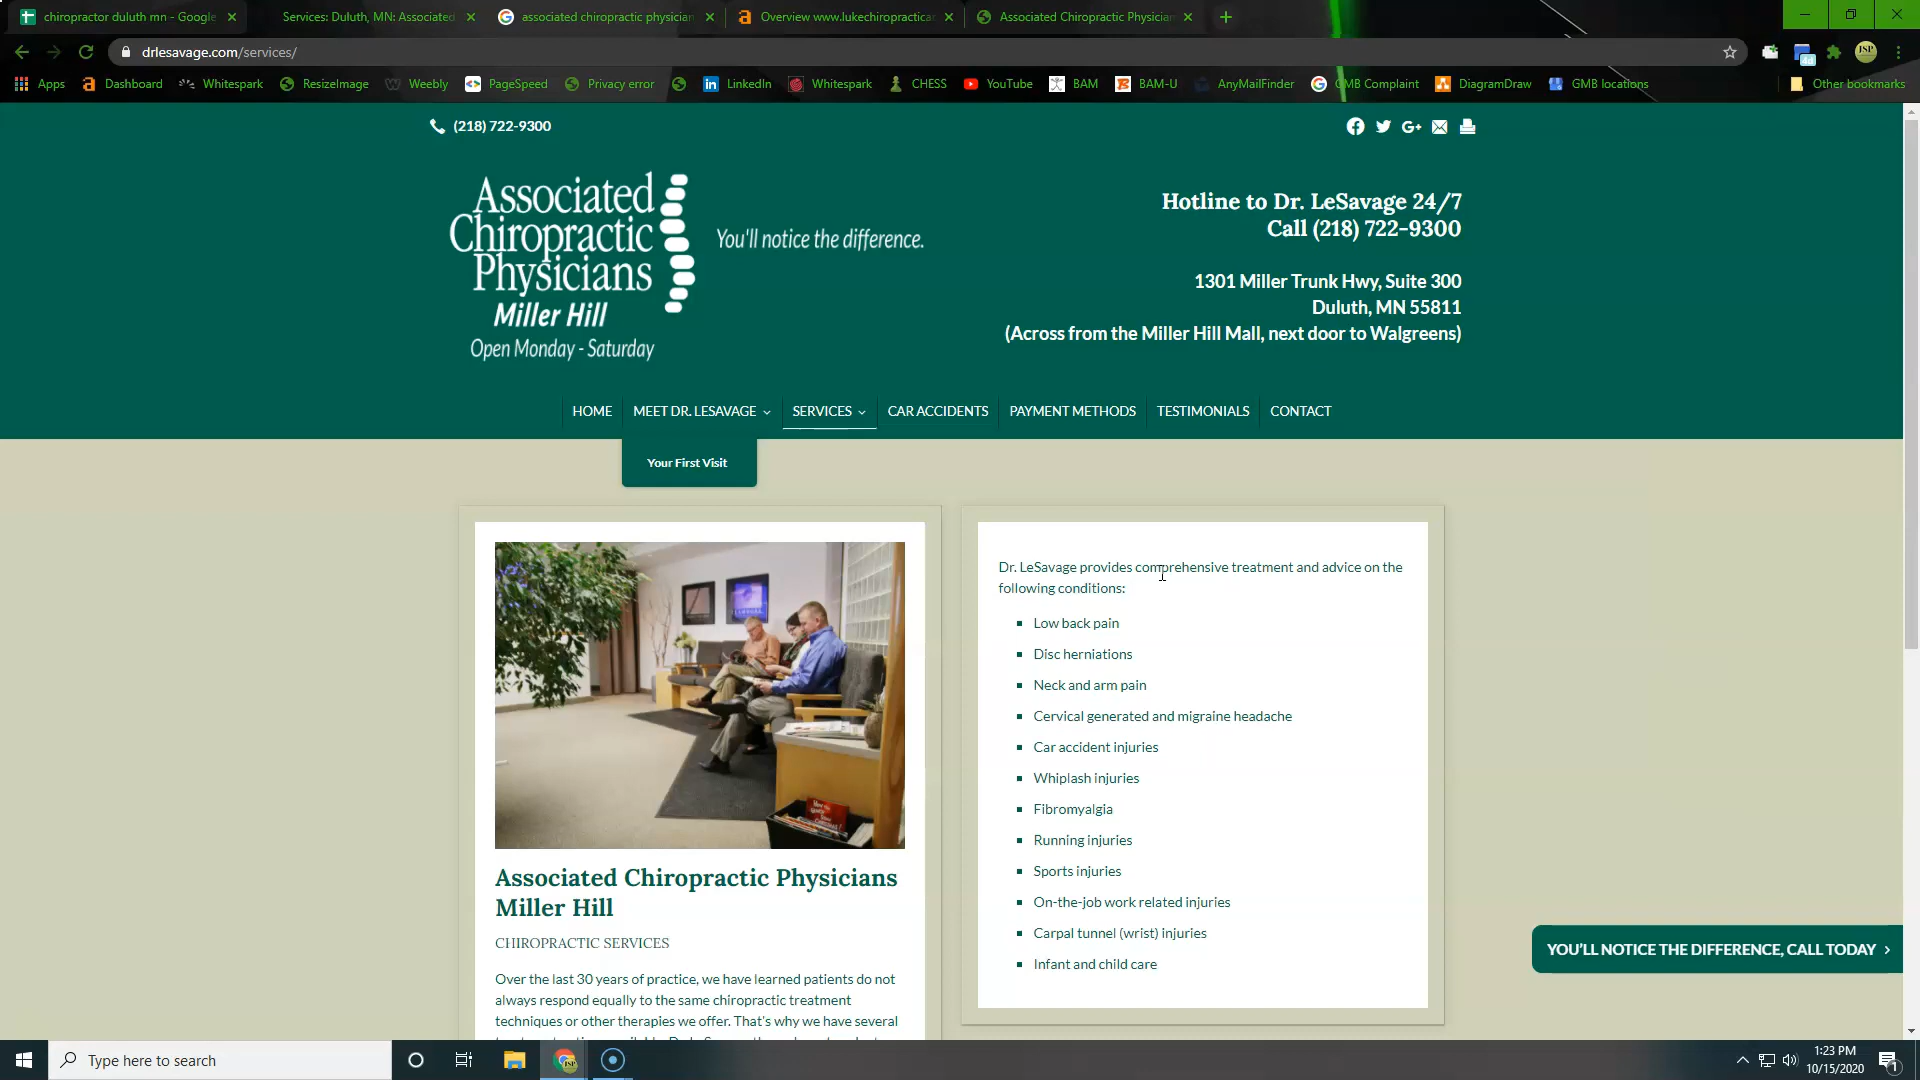 chiropractor duluth mn - Google
Services: Duluth, MN: Associated
associated chiropractic physician
Overview www.lukechiropractica
Associated Chiropractic Physician
drlesavage.com/services/
Apps
Dashboard
Whitespark
ResizeImage
Weebly
PageSpeed
Privacy error
LinkedIn
Whitespark
CHESS
YouTube
BAM
BAM-U
AnyMailFinder
GMB Complaint
DiagramDraw
GMB locations
Other bookmarks
(218) 722-9300
Associated
Chiropractic
Physicians
Miller Hill
Open Monday - Saturday
You'll notice the difference.
Hotline to Dr. LeSavage 24/7
Call (218) 722-9300
1301 Miller Trunk Hwy, Suite 300
Duluth, MN 55811
(Across from the Miller Hill Mall, next door to Walgreens)
HOME
MEET DR. LESAVAGE
SERVICES
CAR ACCIDENTS
PAYMENT METHODS
TESTIMONIALS
CONTACT
Your First Visit
Associated Chiropractic Physicians
Miller Hill
CHIROPRACTIC SERVICES
Over the last 30 years of practice, we have learned patients do not
always respond equally to the same chiropractic treatment
techniques or other therapies we offer. That's why we have several
Dr. LeSavage provides comprehensive treatment and advice on the
following conditions:
Low back pain
Disc herniations
Neck and arm pain
Cervical generated and migraine headache
Car accident injuries
Whiplash injuries
Fibromyalgia
Running injuries
Sports injuries
On-the-job work related injuries
Carpal tunnel (wrist) injuries
Infant and child care
YOU'LL NOTICE THE DIFFERENCE, CALL TODAY
Type here to search
1:23 PM
10/15/2020